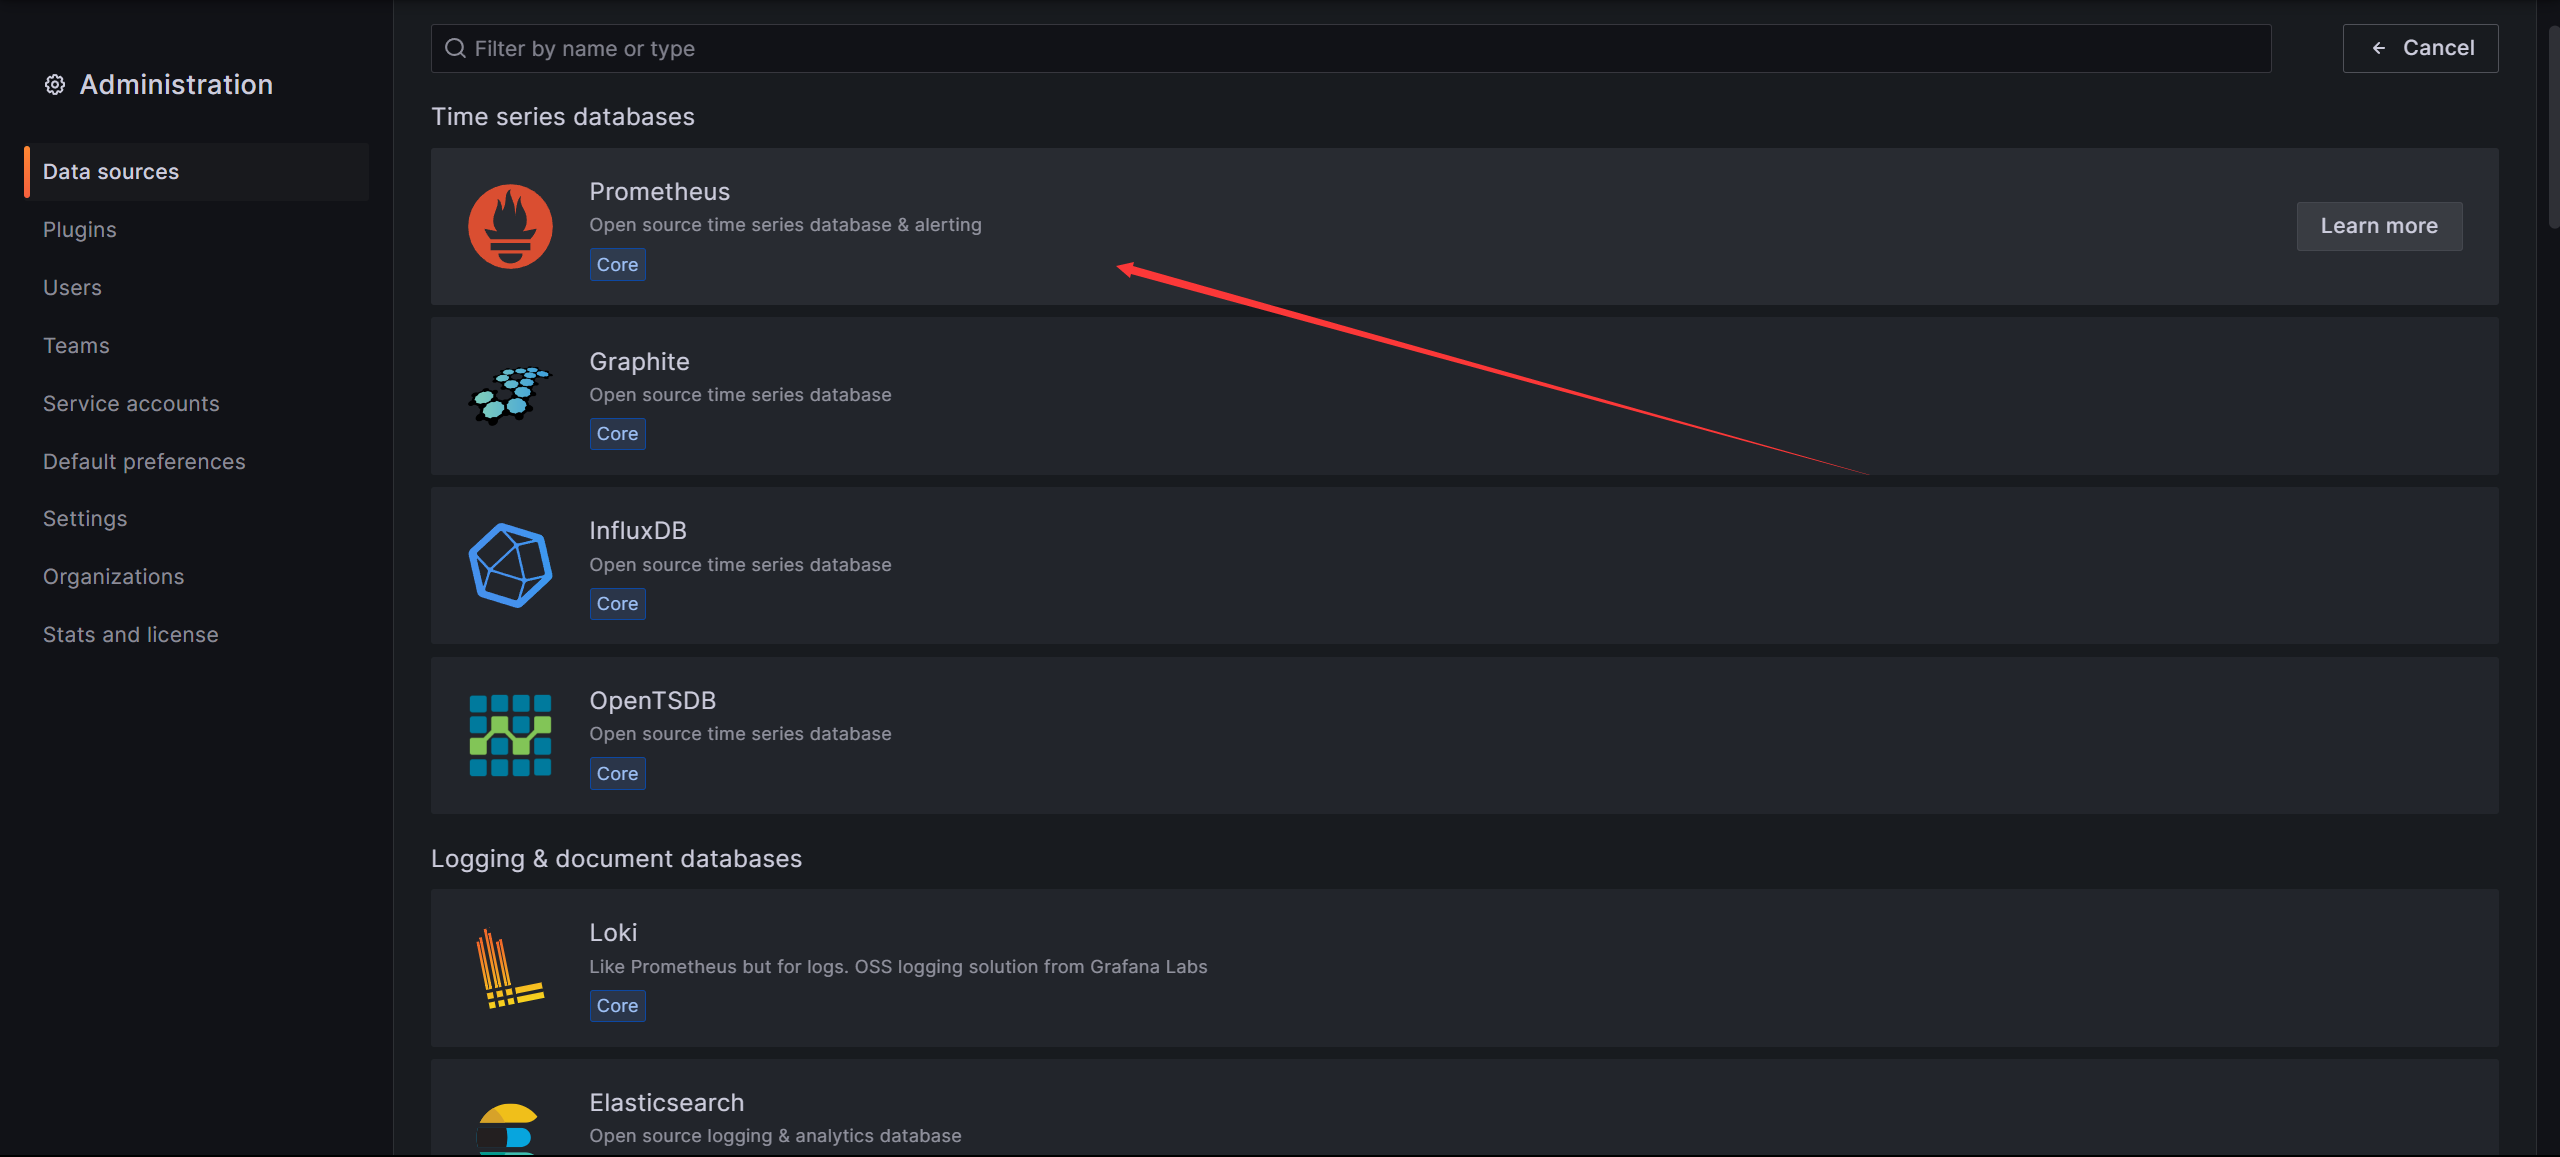 Administration
Data sources
Plugins
Users
Teams
Service accounts
Default preferences
Settings
Organizations
Stats and license
Filter by name or type
Cancel
Time series databases
Prometheus
Open source time series database & alerting
Core
Learn more
Graphite
Open source time series database
Core
InfluxDB
Open source time series database
Core
OpenTSDB
Open source time series database
Core
Logging & document databases
Loki
Like Prometheus but for logs. OSS logging solution from Grafana Labs
Core
Elasticsearch
Open source logging & analytics database